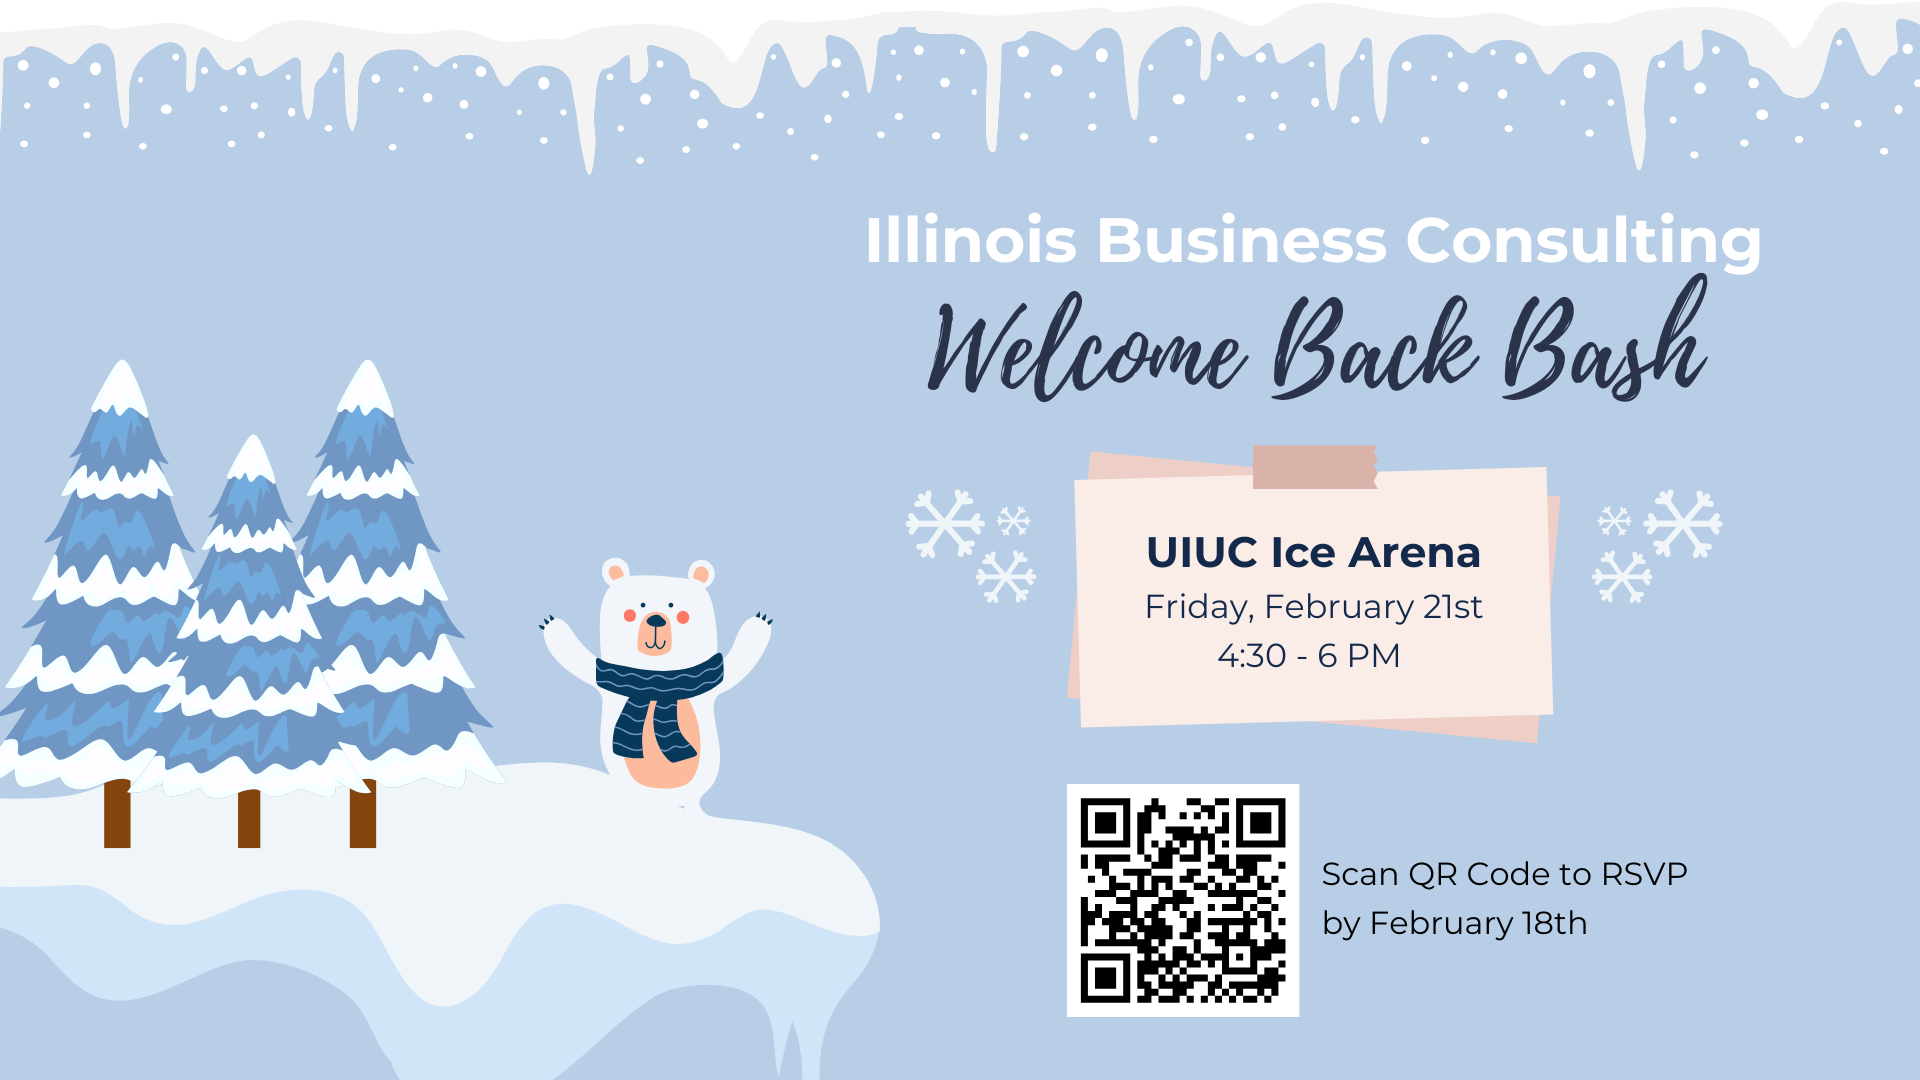 Illinois Business Consulting
Welcome Back Bash
UIUC Ice Arena
Friday, February 21st
4:30 - 6 PM
Scan QR Code to RSVP
by February 18th